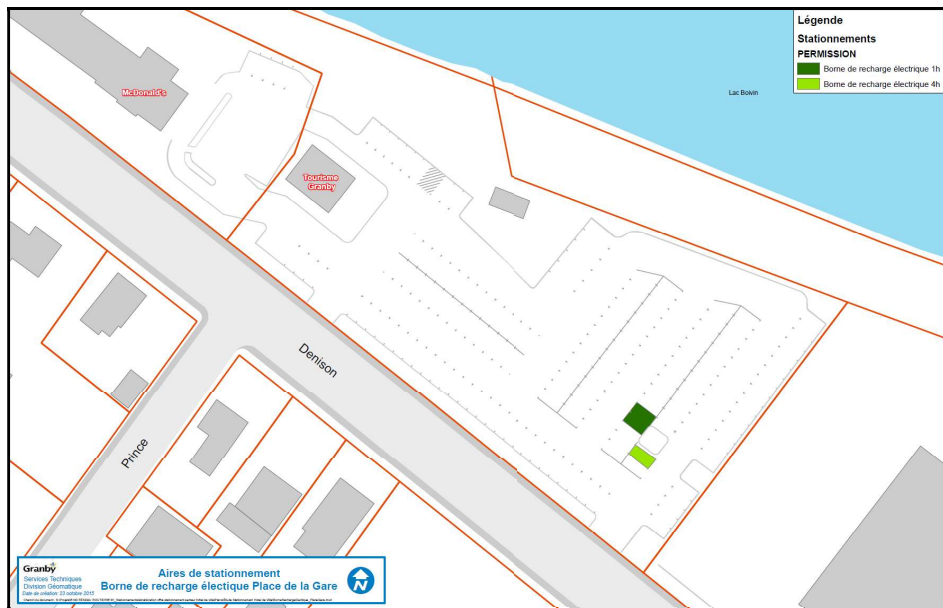 Légende
Stationnements
PERMISSION
Borne de recharge électrique 1h
Borne de recharge électrique 4h
Lac Boivin
McDonald's
Tourisme
Granby
Denison
Prince
Granby
Services Techniques
Division Géomatique
Date de création: 23 octobre 2015
Aires de stationnement
Borne de recharge électique Place de la Gare
N